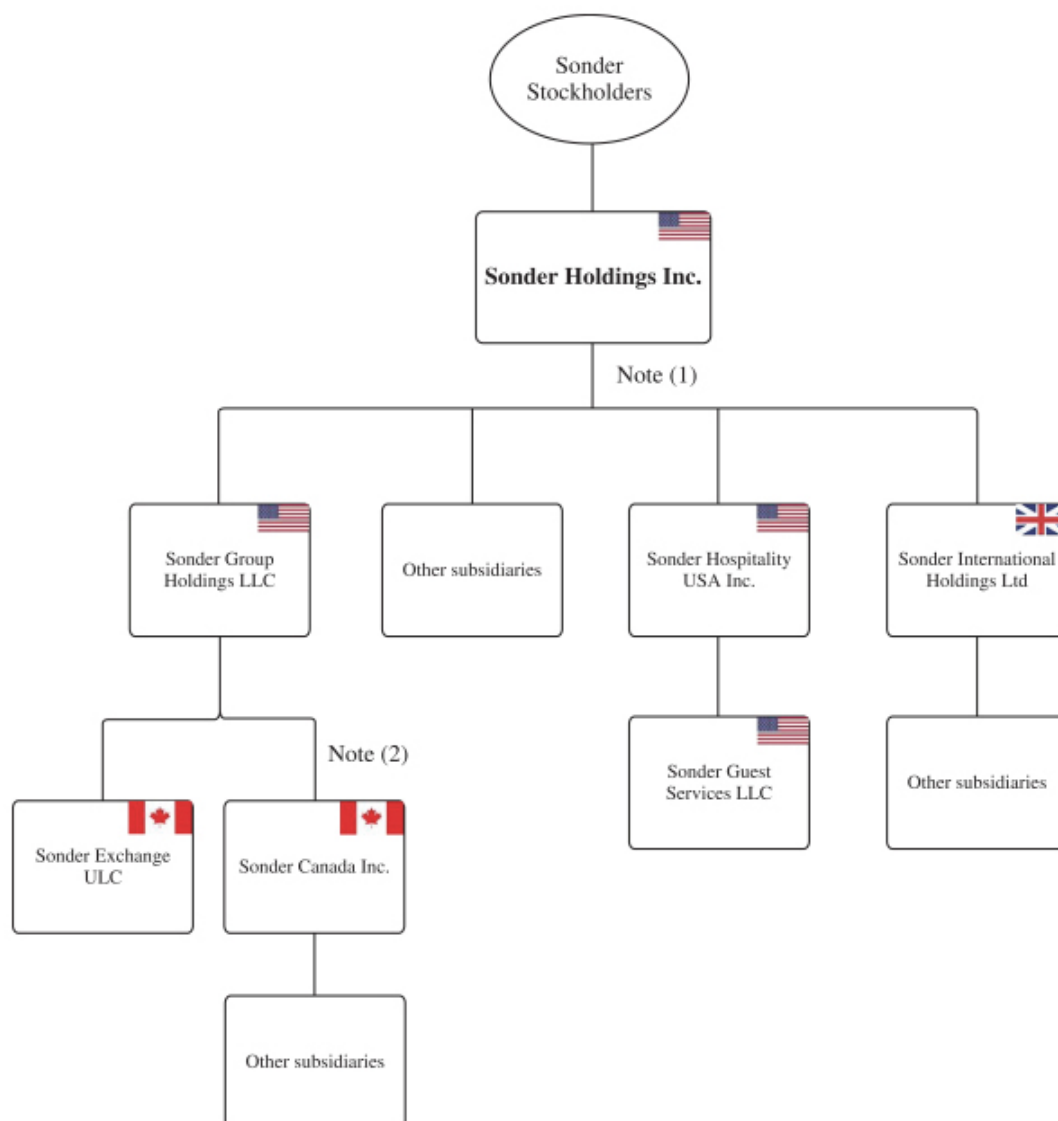 Sonder
Stockholders
Sonder Holdings Inc.
Note (1)
Sonder Group
Holdings LLC
Other subsidiaries
Sonder Hospitality
USA Inc.
Sonder International
Holdings Ltd
Note (2)
Sonder Guest
Services LLC
Other subsidiaries
Sonder Exchange
ULC
Sonder Canada Inc.
Other subsidiaries